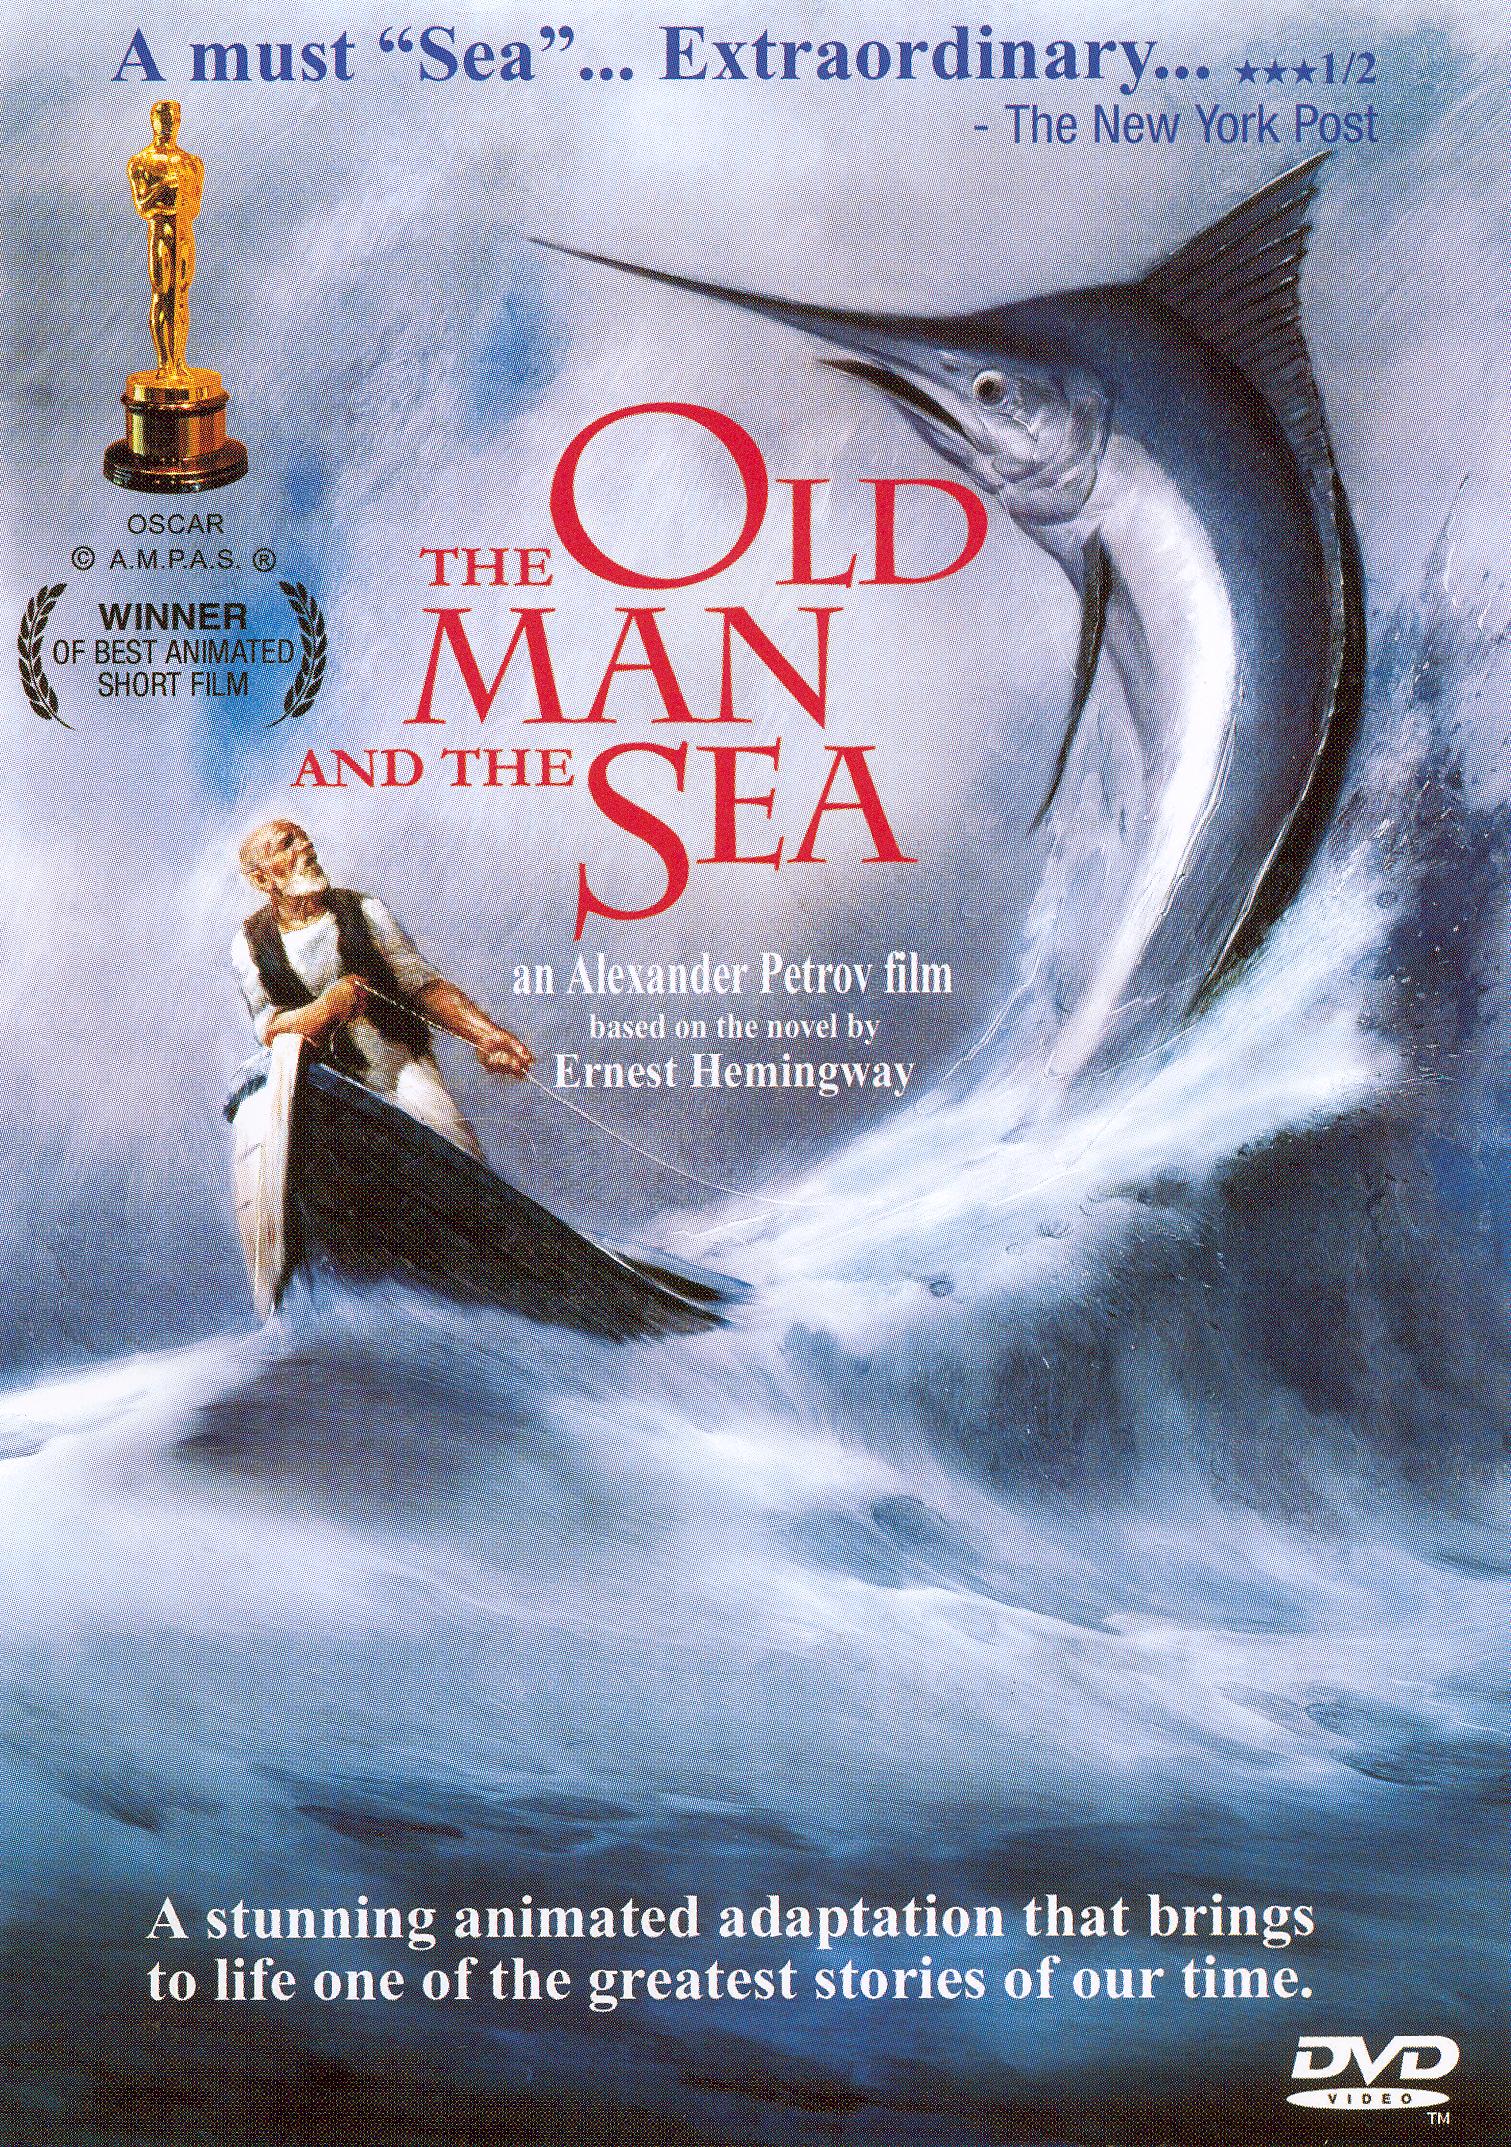 A must “Sea”... Extraordinary... ★★★1/2
- The New York Post
OSCAR
© A.M.P.A.S. ®
WINNER
OF BEST ANIMATED
SHORT FILM
THE OLD
MAN
AND THE SEA
an Alexander Petrov film
based on the novel by
Ernest Hemingway
A stunning animated adaptation that brings
to life one of the greatest stories of our time.
DVD
VIDEO
TM